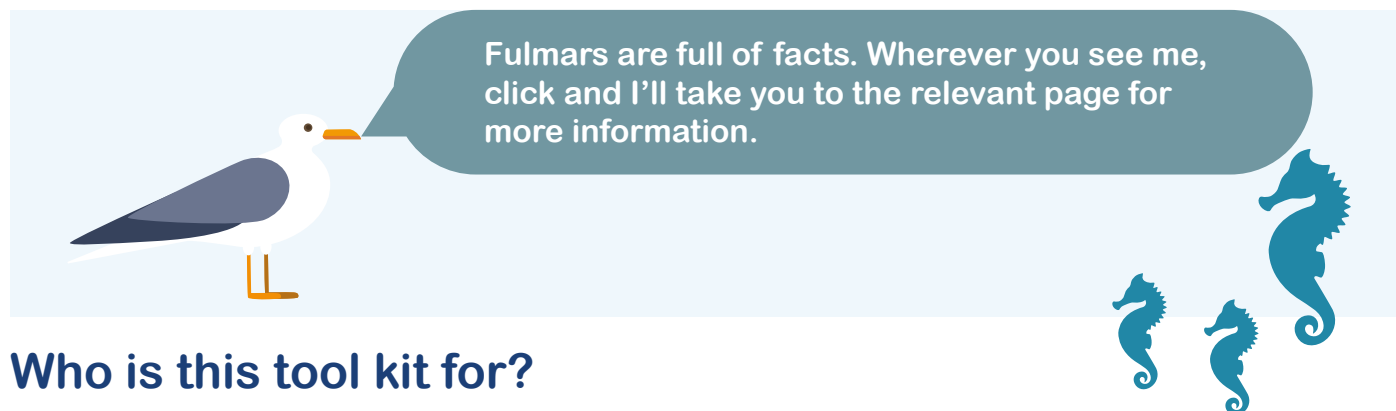 Fulmars are full of facts. Wherever you see me,
click and I’ll take you to the relevant page for
more information.
Who is this tool kit for?